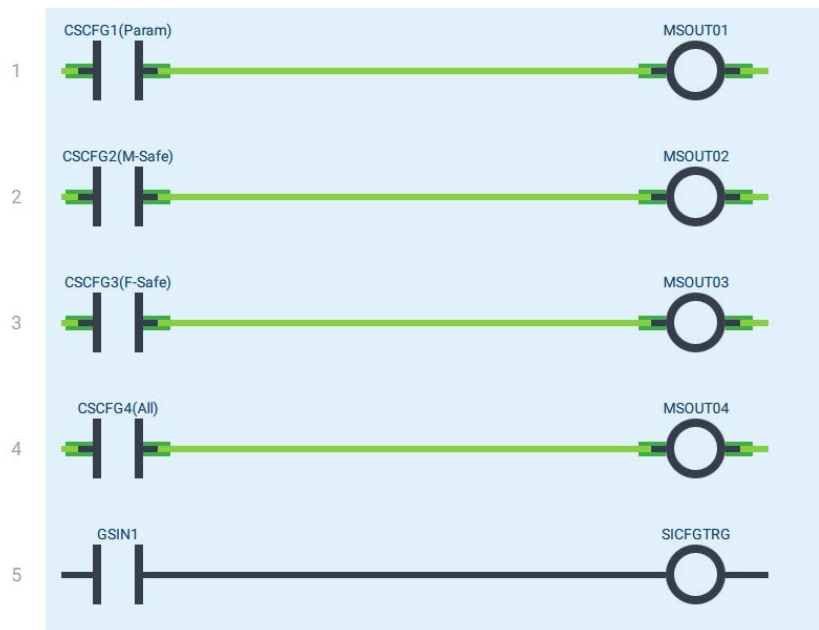 CSCFG1(Param) MSOUT01
1
CSCFG2(M-Safe) MSOUT02
2
CSCFG3(F-Safe) MSOUT03
3
CSCFG4(All) MSOUT04
4
GSIN1 SICFGTRG
5